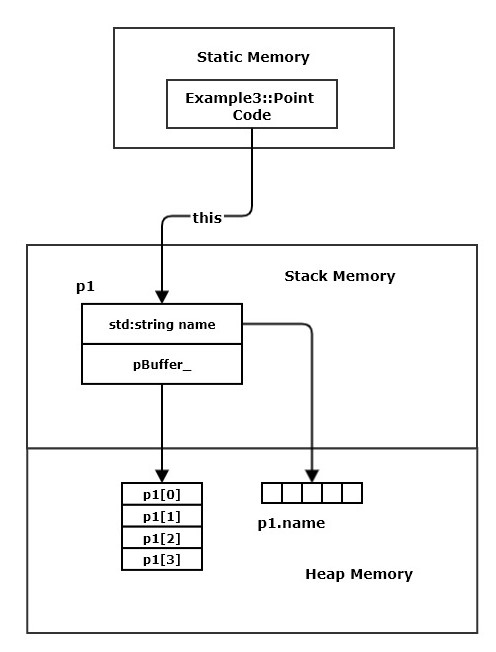 Static Memory
Example3::Point
Code
this
Stack Memory
p1
std:string name
pBuffer_
p1[0]
p1[1]
p1[2]
p1[3]
p1.name
Heap Memory